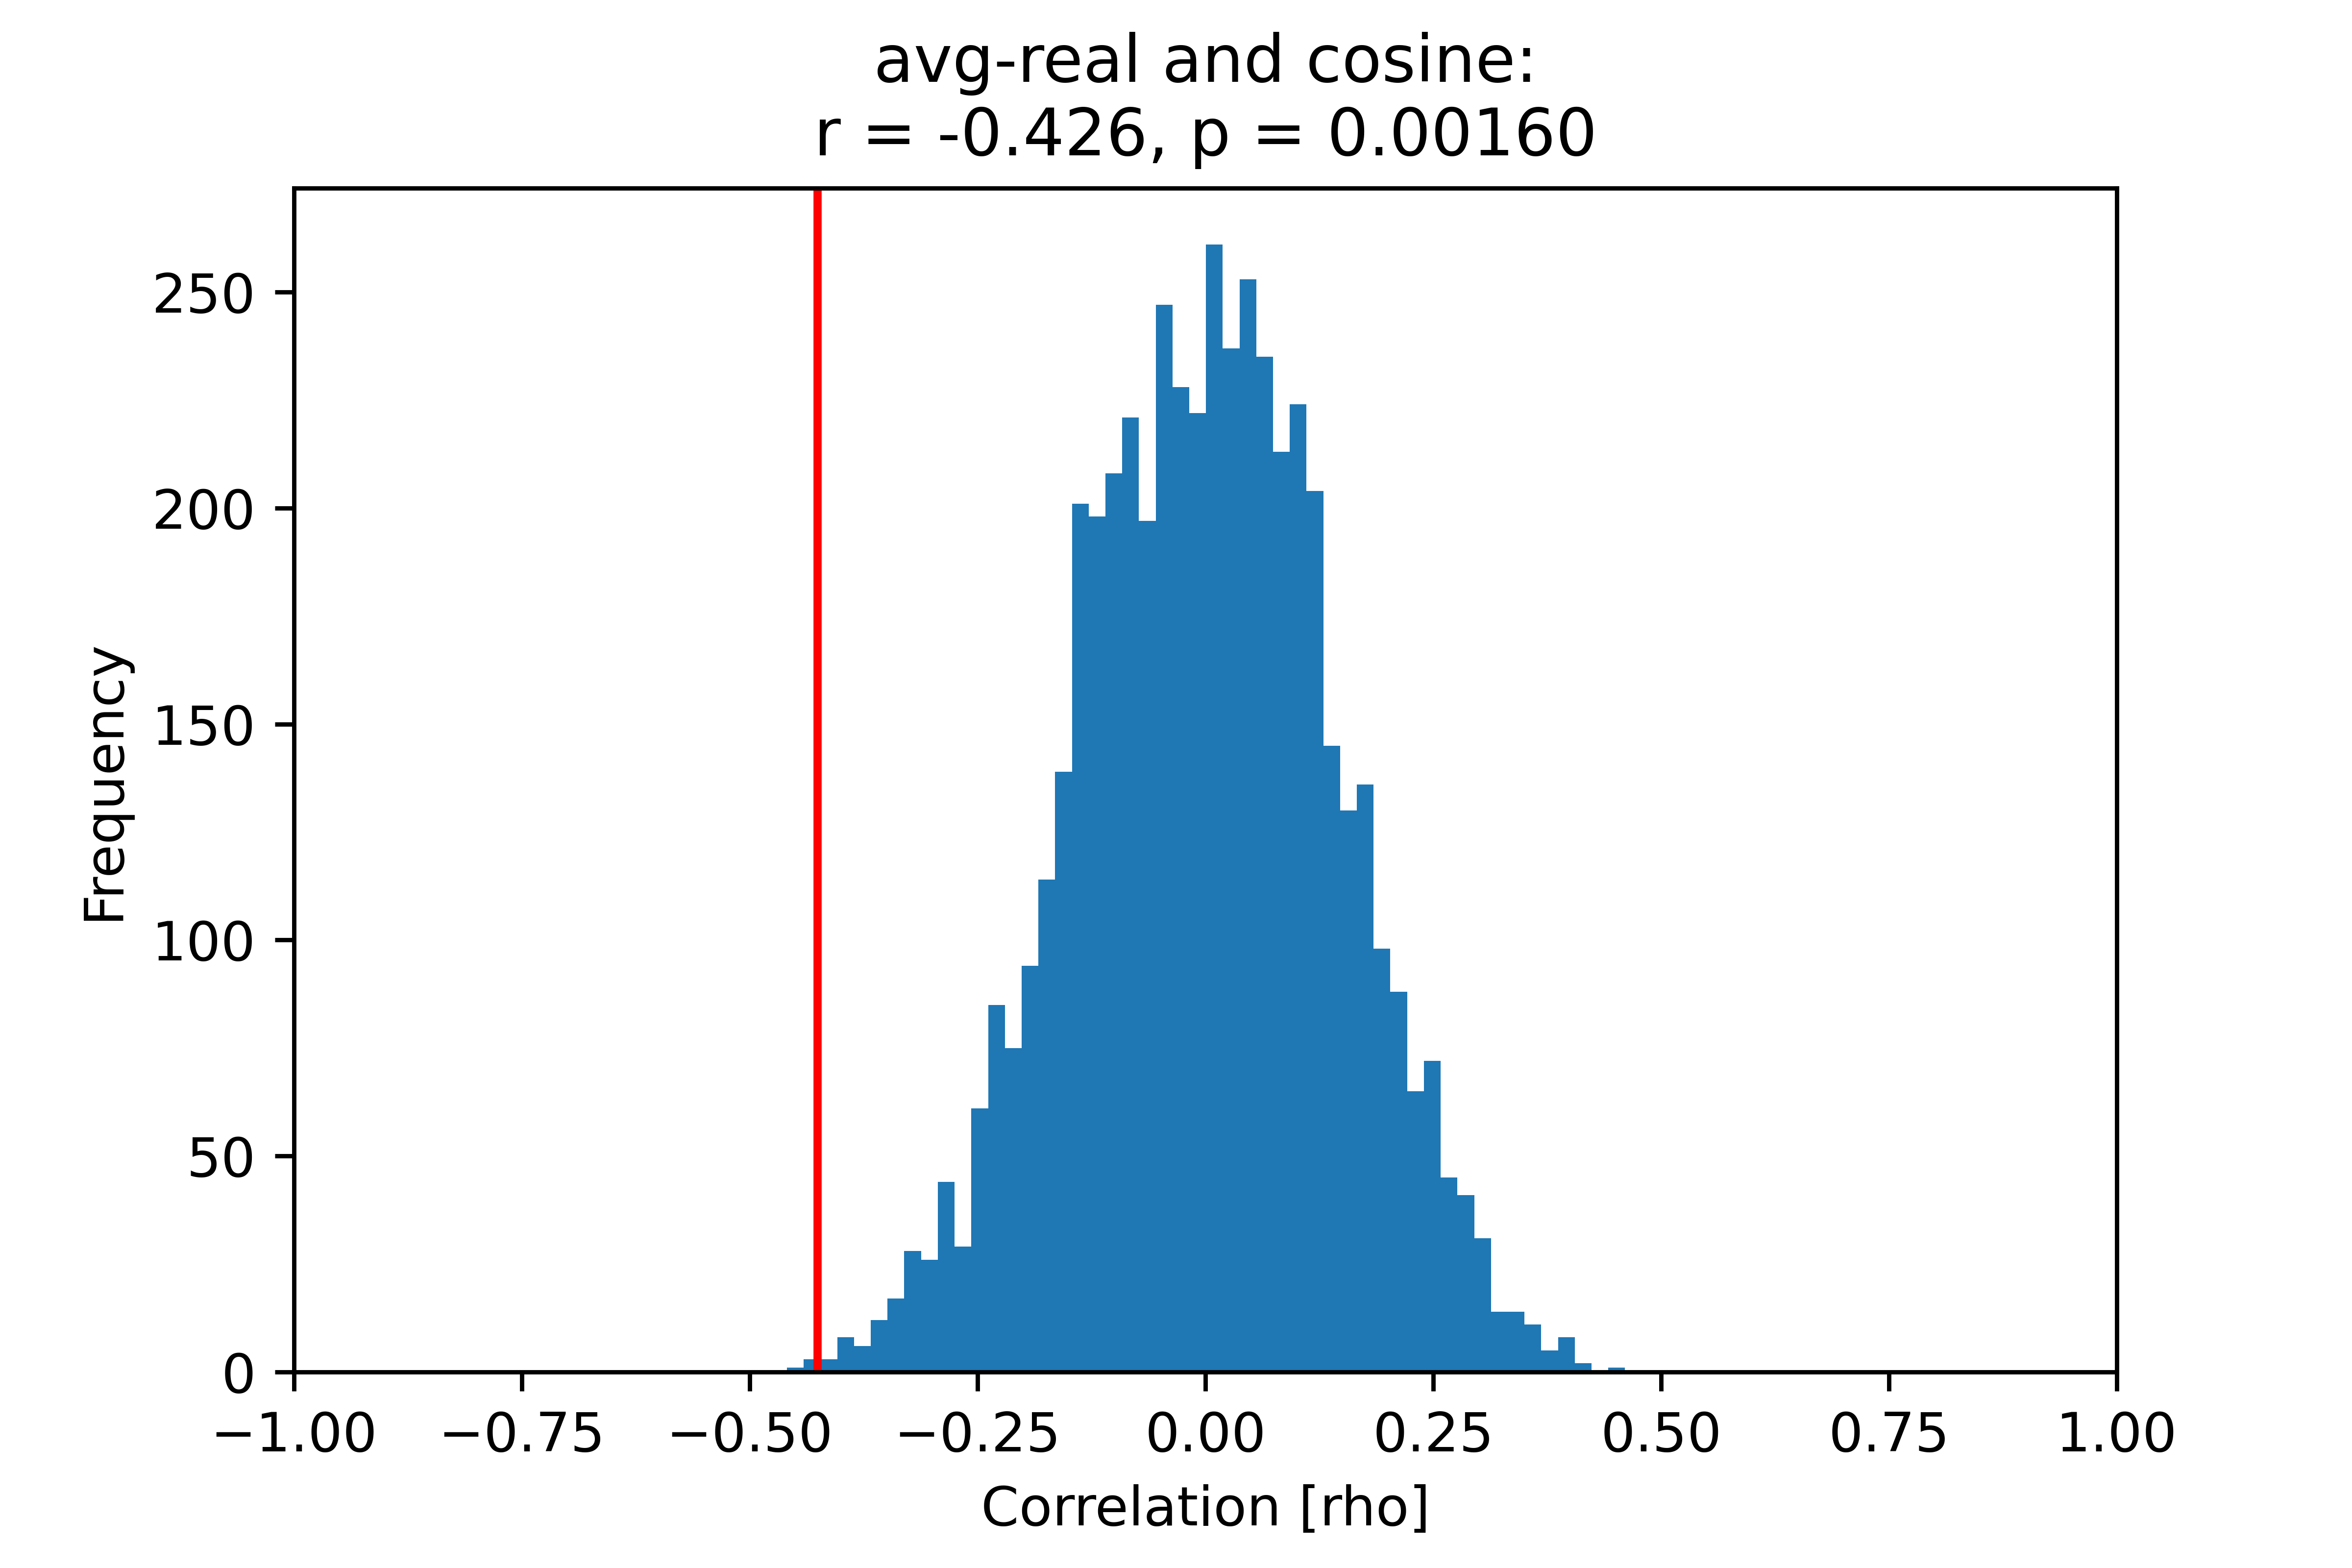 avg-real and cosine:
r = -0.426, p = 0.00160
250
200
150
100
50
0
Frequency
−1.00 −0.75 −0.50 −0.25 0.00 0.25 0.50 0.75 1.00
Correlation [rho]